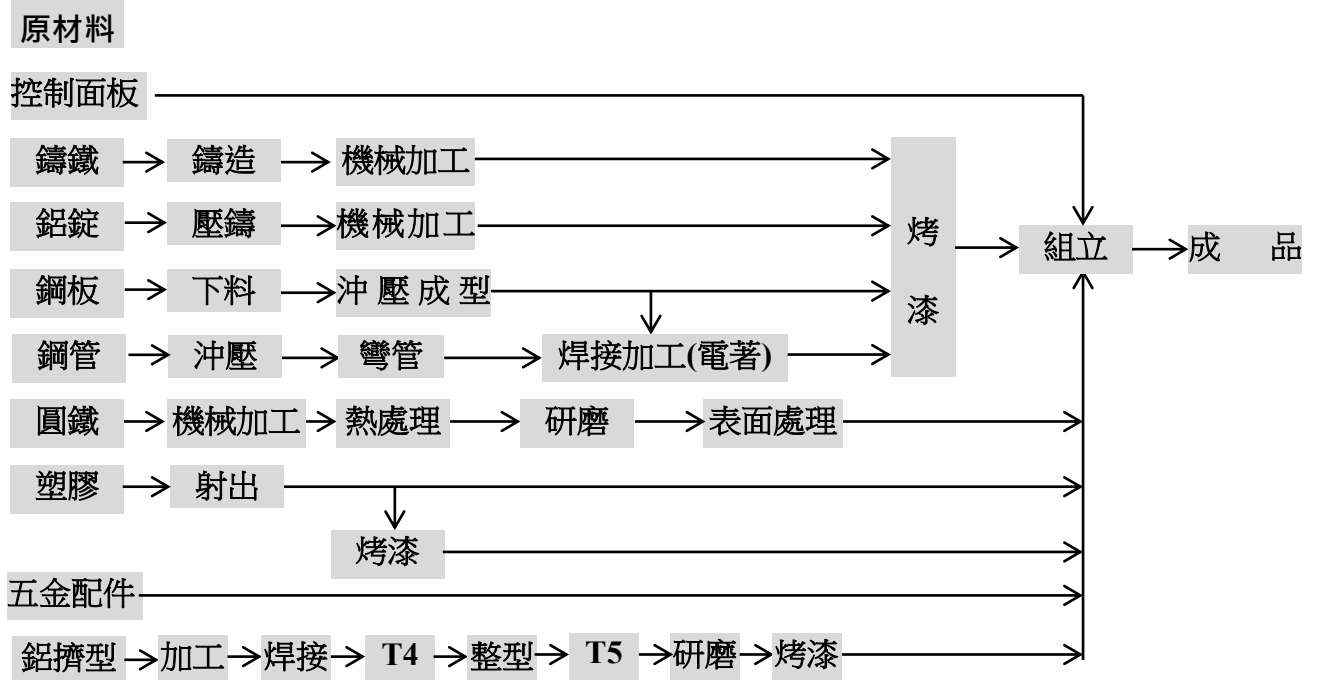 原材料
控制面板
鑄鐵 鑄造 機械加工
鋁錠 壓鑄 機械加工 烤 組立 成 品
鋼板 下料 沖壓成型 漆
鋼管 沖壓 彎管 焊接加工(電著)
圓鐵 機械加工 熱處理 研磨 表面處理
塑膠 射出
烤漆
五金配件
鋁擠型 加工 焊接 T4 整型 T5 研磨 烤漆